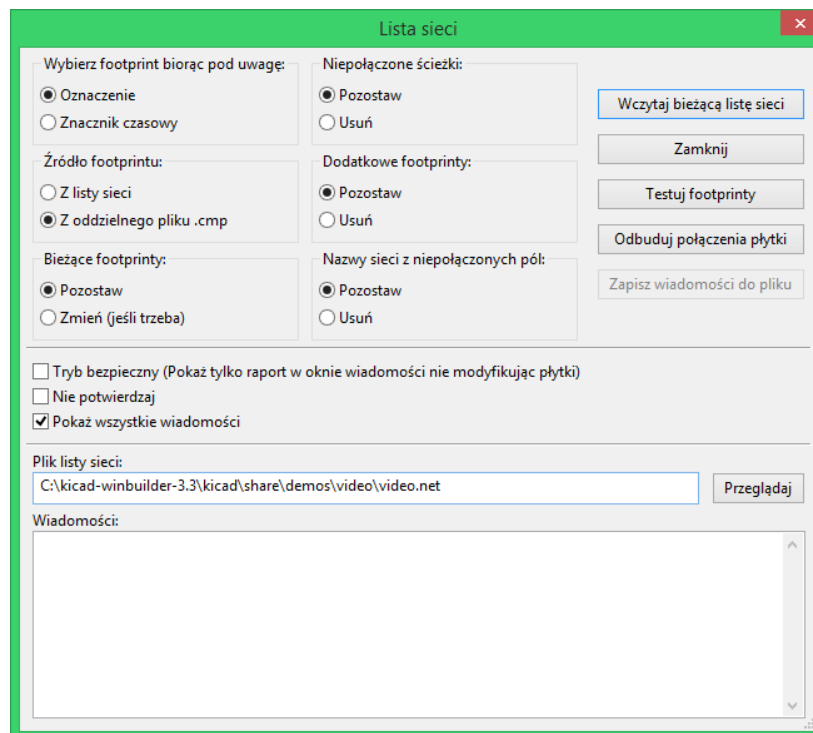 Lista sieci
Wybierz footprint biorąc pod uwagę:
Oznaczenie
Znacznik czasowy
Niepołączone ścieżki:
Pozostaw
Usuń
Wczytaj bieżącą listę sieci
Zamknij
Źródło footprintu:
Z listy sieci
Z oddzielnego pliku .cmp
Dodatkowe footprinty:
Pozostaw
Usuń
Testuj footprinty
Odbuduj połączenia płytki
Bieżące footprinty:
Pozostaw
Zmień (jeśli trzeba)
Nazwy sieci z niepołączonych pól:
Pozostaw
Usuń
Zapisz wiadomości do pliku
Tryb bezpieczny (Pokaż tylko raport w oknie wiadomości nie modyfikując płytki)
Nie potwierdzaj
Pokaż wszystkie wiadomości
Plik listy sieci:
C:\kicad-winbuilder-3.3\kicad\share\demos\video\video.net
Przeglądaj
Wiadomości: